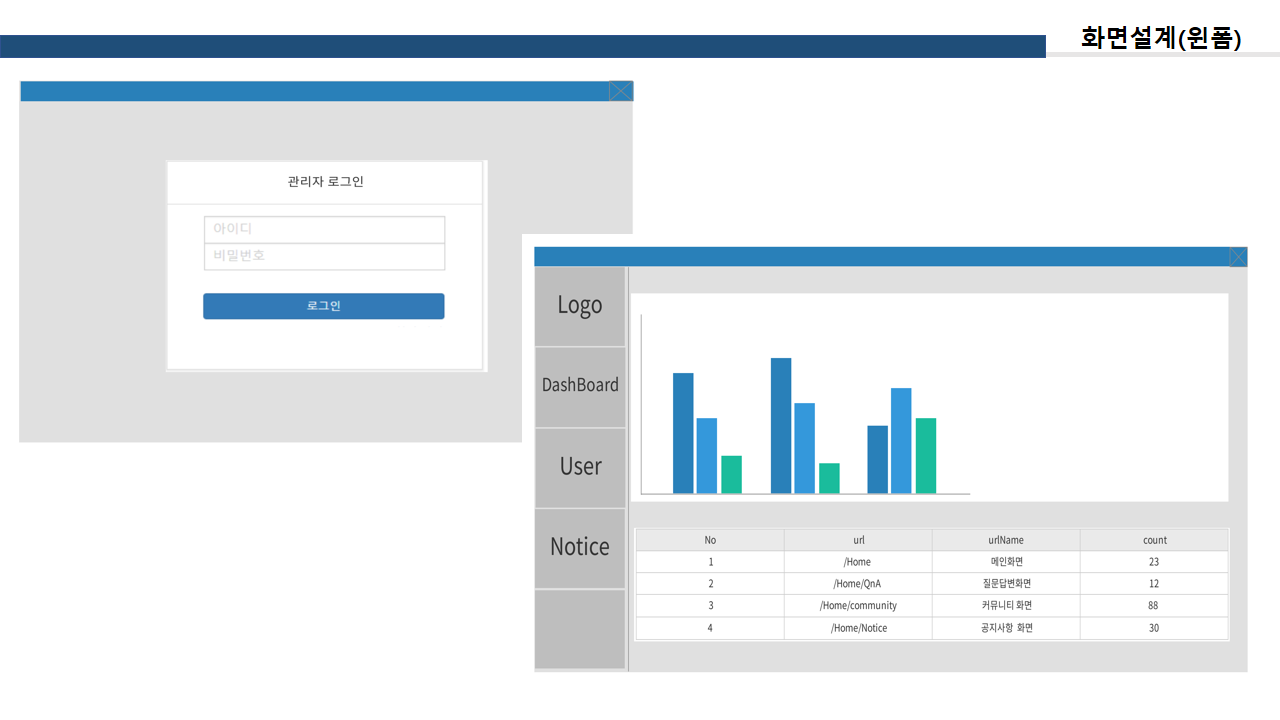 화면설계(윈폼)
관리자 로그인
아이디
비밀번호
로그인
Logo
DashBoard
User
Notice
No url urlName count
1 /Home 메인화면 23
2 /Home/QnA 질문답변화면 12
3 /Home/community 커뮤니티 화면 88
4 /Home/Notice 공지사항 화면 30